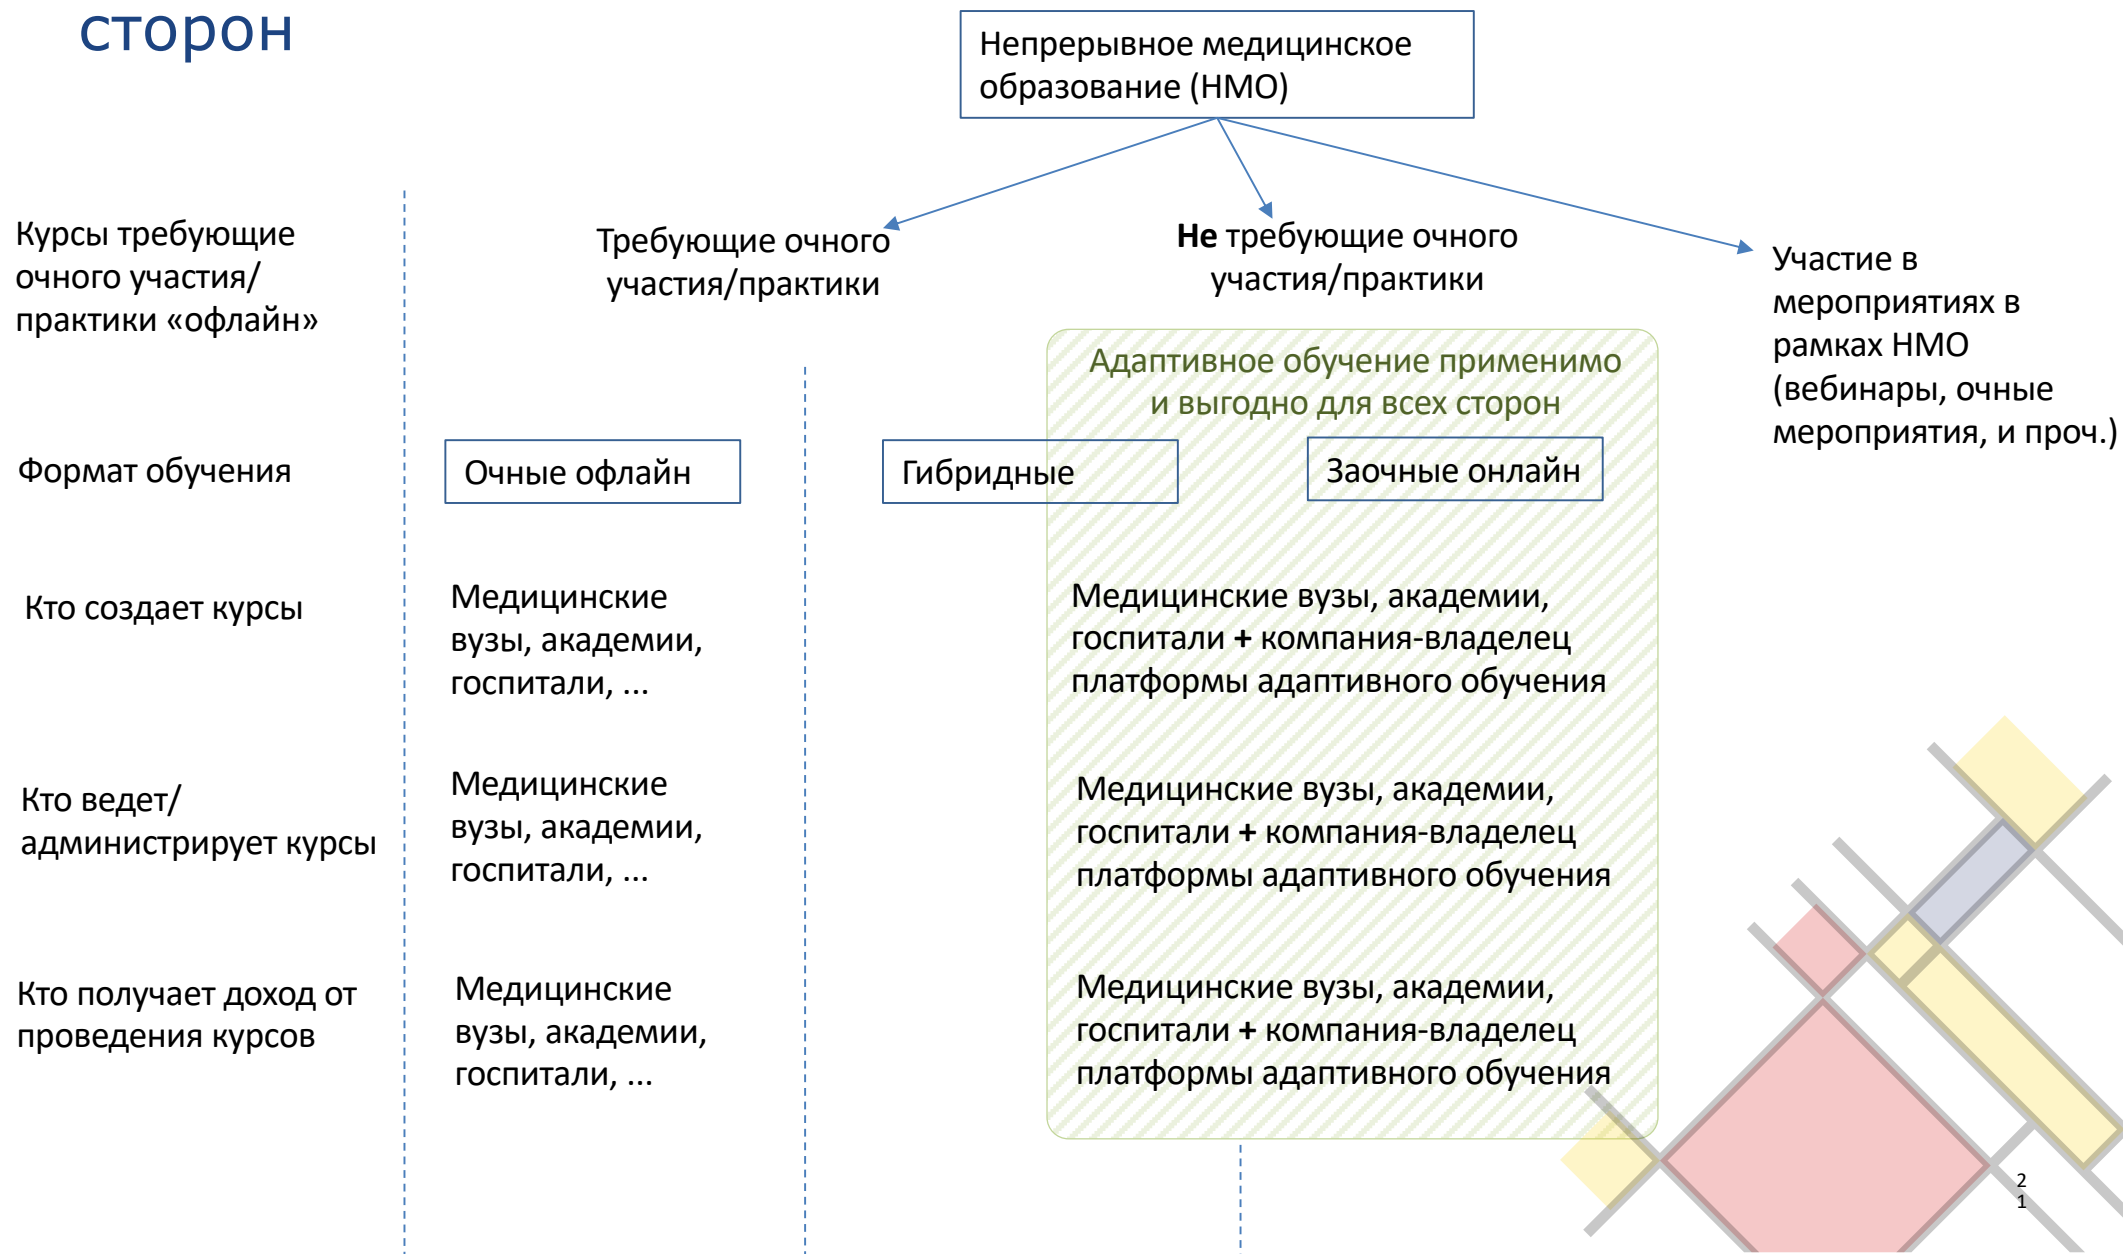 сторон
Непрерывное медицинское
образование (НМО)
Курсы требующие
очного участия/
практики «офлайн»
Требующие очного
участия/практики
Не требующие очного
участия/практики
Участие в
мероприятиях в
рамках НМО
(вебинары, очные
мероприятия, и проч.)
Адаптивное обучение применимо
и выгодно для всех сторон
Формат обучения
Очные офлайн
Гибридные
Заочные онлайн
Кто создает курсы
Медицинские
вузы, академии,
госпитали, ...
Медицинские вузы, академии,
госпитали + компания-владелец
платформы адаптивного обучения
Кто ведет/
администрирует курсы
Медицинские
вузы, академии,
госпитали, ...
Медицинские вузы, академии,
госпитали + компания-владелец
платформы адаптивного обучения
Кто получает доход от
проведения курсов
Медицинские
вузы, академии,
госпитали, ...
Медицинские вузы, академии,
госпитали + компания-владелец
платформы адаптивного обучения
2
1